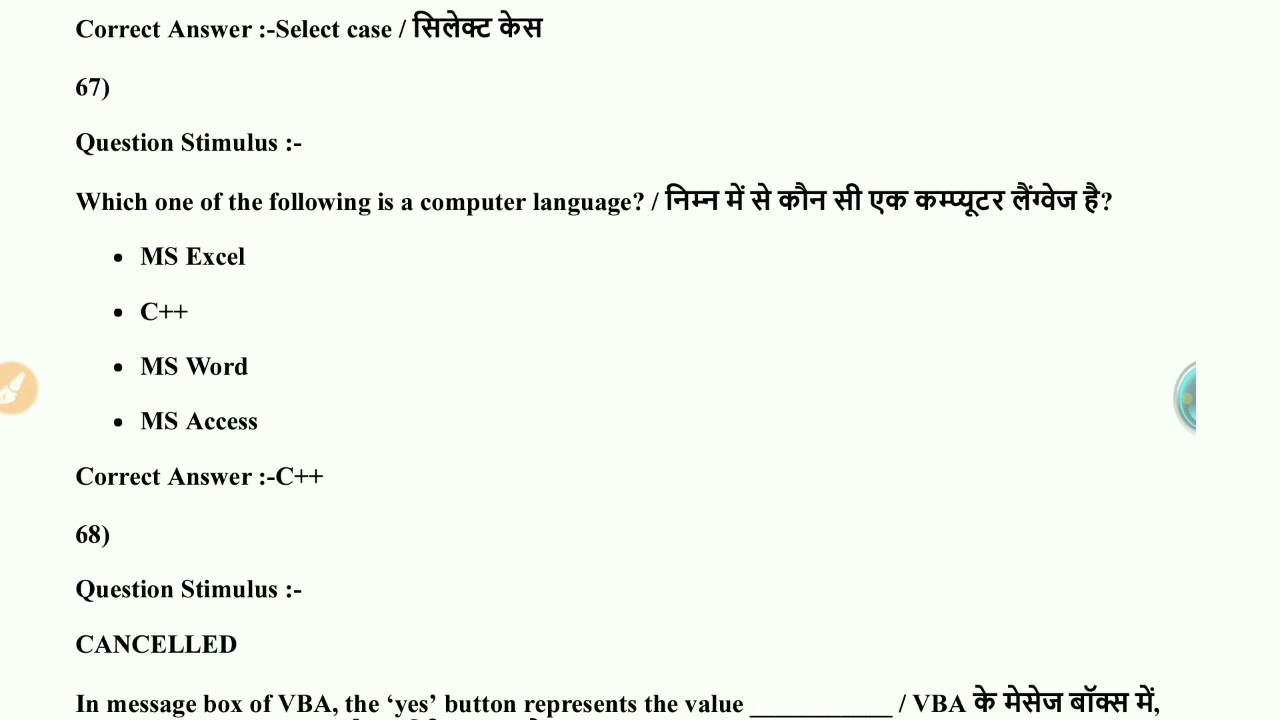 Correct Answer :-Select case / सिलेक्ट केस
67)
Question Stimulus :-
Which one of the following is a computer language? / निम्न में से कौन सी एक कम्प्यूटर लैंग्वेज है?
• MS Excel
• C++
• MS Word
• MS Access
Correct Answer :-C++
68)
Question Stimulus :-
CANCELLED
In message box of VBA, the ‘yes’ button represents the value ___________ / VBA के मेसेज बॉक्स में,